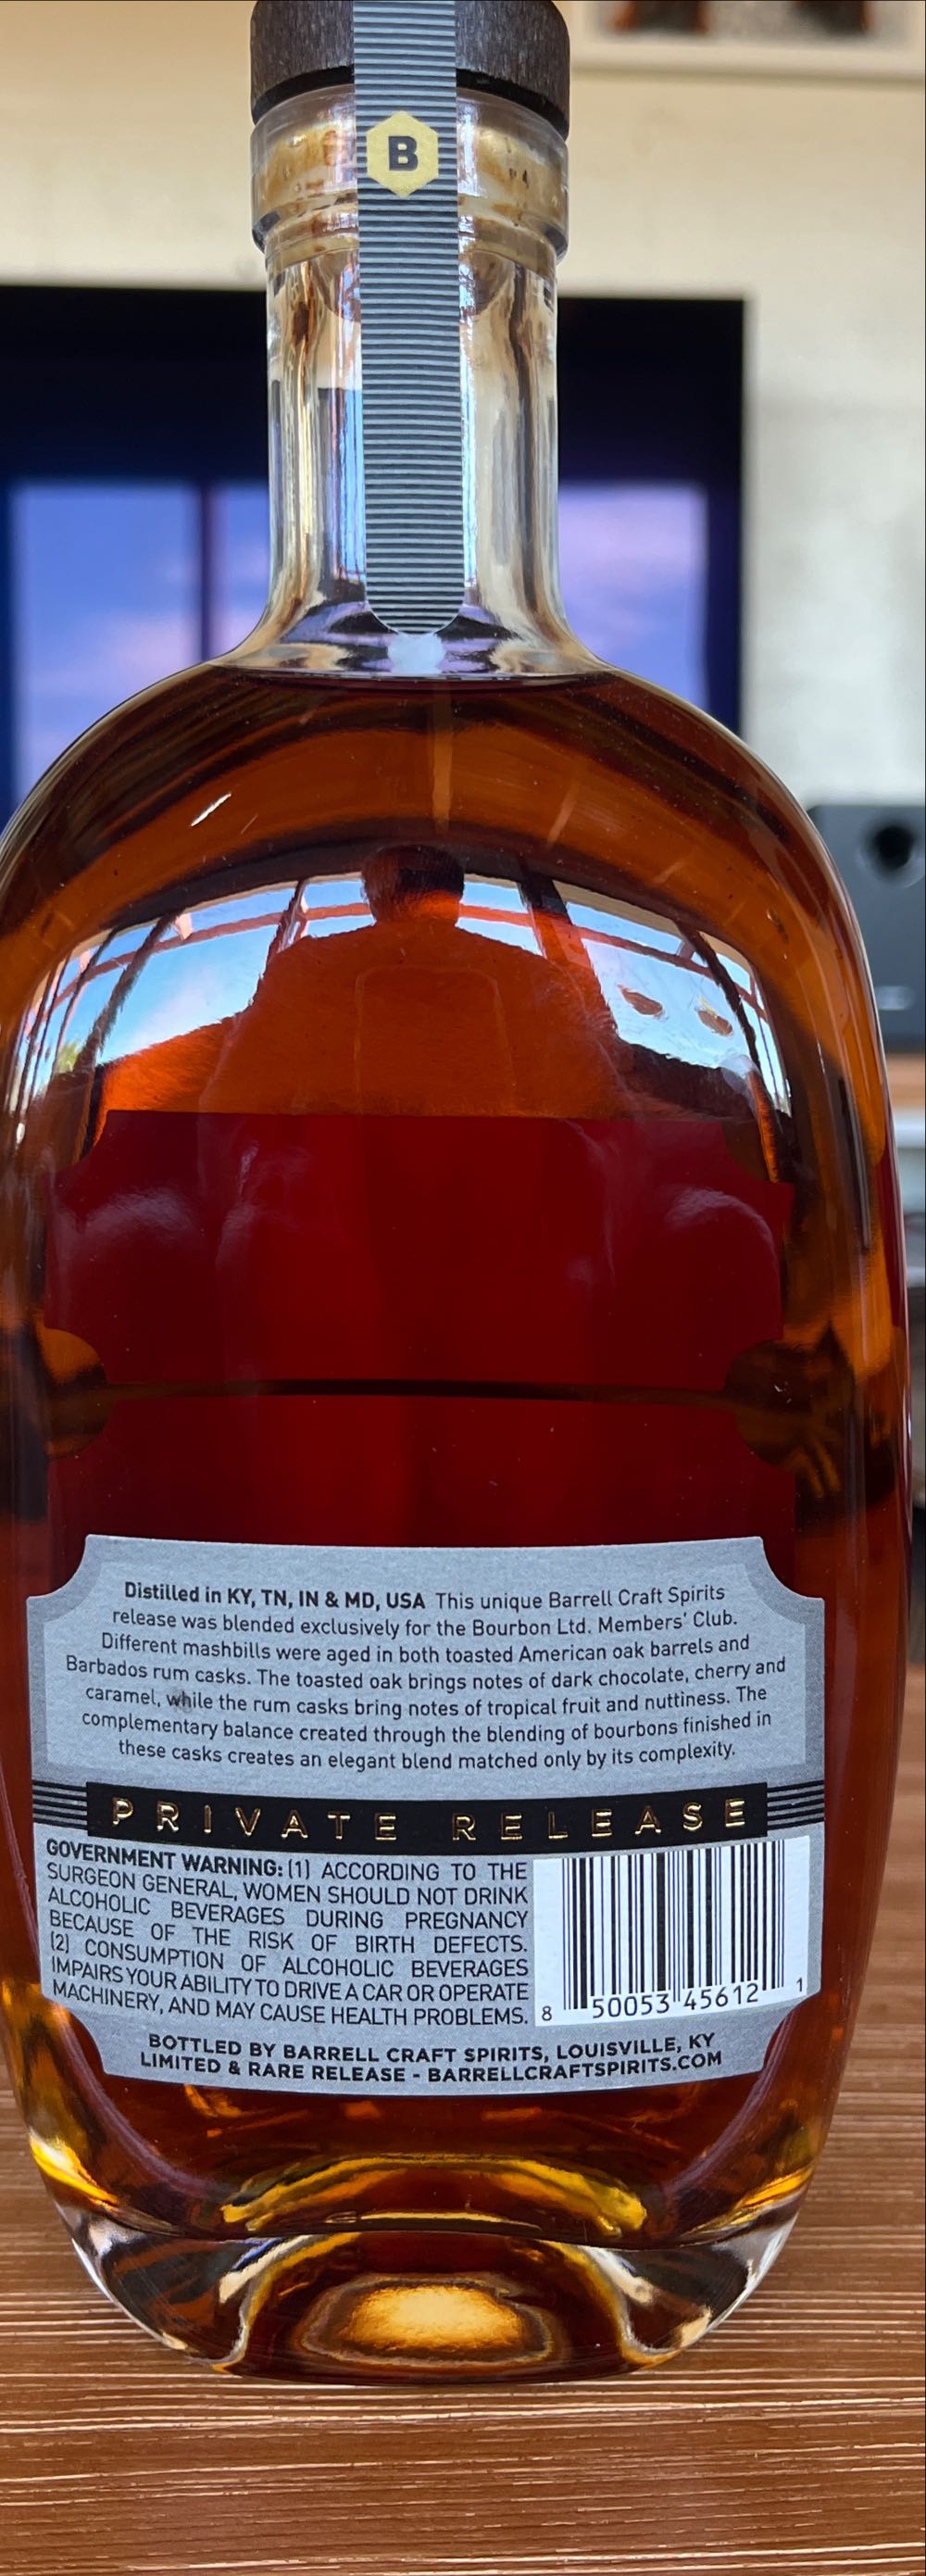 B
Distilled in KY, TN, IN & MD, USA This unique Barrell Craft Spirits
release was blended exclusively for the Bourbon Ltd. Members' Club.
Different mashbills were aged in both toasted American oak barrels and
Barbados rum casks. The toasted oak brings notes of dark chocolate, cherry and
caramel, while the rum casks bring notes of tropical fruit and nuttiness. The
complementary balance created through the blending of bourbons finished in
these casks creates an elegant blend matched only by its complexity.
PRIVATE RELEASE
GOVERNMENT WARNING: (1) ACCORDING TO THE
SURGEON GENERAL, WOMEN SHOULD NOT DRINK
ALCOHOLIC BEVERAGES DURING PREGNANCY
BECAUSE OF THE RISK OF BIRTH DEFECTS.
(2) CONSUMPTION OF ALCOHOLIC BEVERAGES
IMPAIRS YOUR ABILITY TO DRIVE A CAR OR OPERATE
MACHINERY, AND MAY CAUSE HEALTH PROBLEMS.
8 50053 45612 1
BOTTLED BY BARRELL CRAFT SPIRITS, LOUISVILLE, KY
LIMITED & RARE RELEASE - BARRELLCRAFTSPIRITS.COM